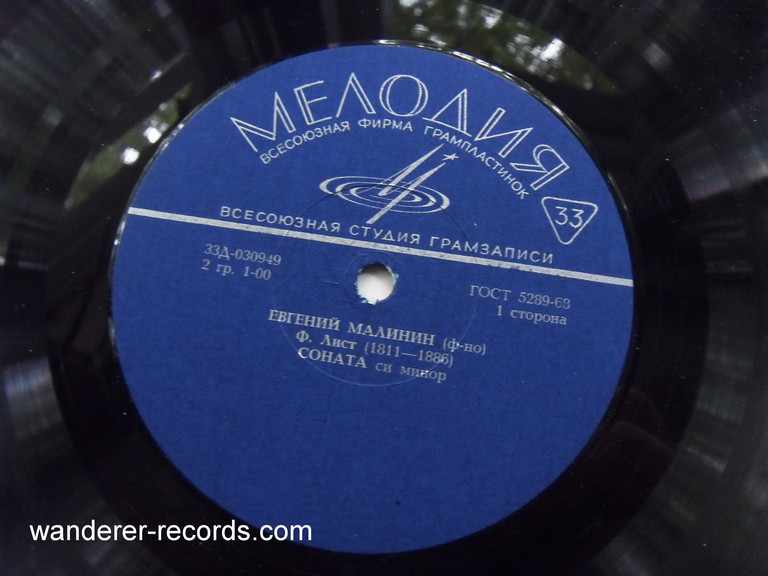 МЕЛОДИЯ
ВСЕСОЮЗНАЯ ФИРМА ГРАМПЛАСТИНОК
33
ВСЕСОЮЗНАЯ СТУДИЯ ГРАМЗАПИСИ
33Д-030949
2 гр. 1-00
ГОСТ 5289-68
1 сторона
ЕВГЕНИЙ МАЛИНИН (ф-но)
Ф. Лист (1811—1886)
СОНАТА си минор
wanderer-records.com